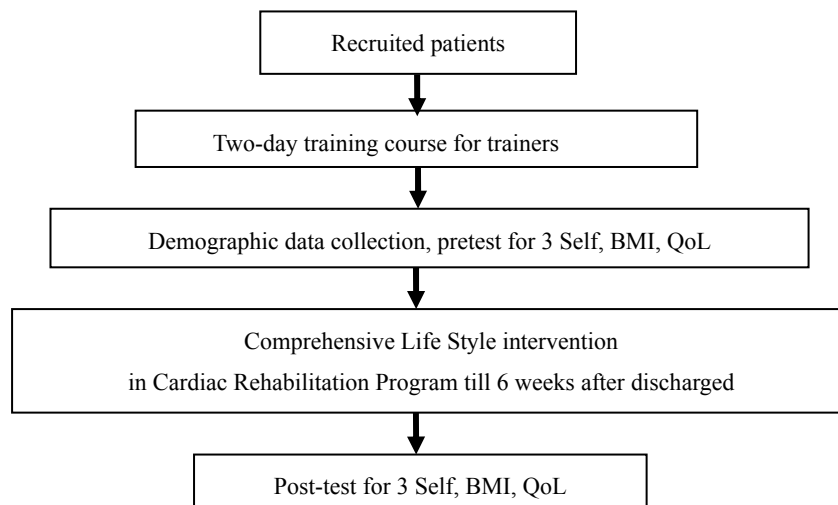 Recruited patients
Two-day training course for trainers
Demographic data collection, pretest for 3 Self, BMI, QoL
Comprehensive Life Style intervention
in Cardiac Rehabilitation Program till 6 weeks after discharged
Post-test for 3 Self, BMI, QoL